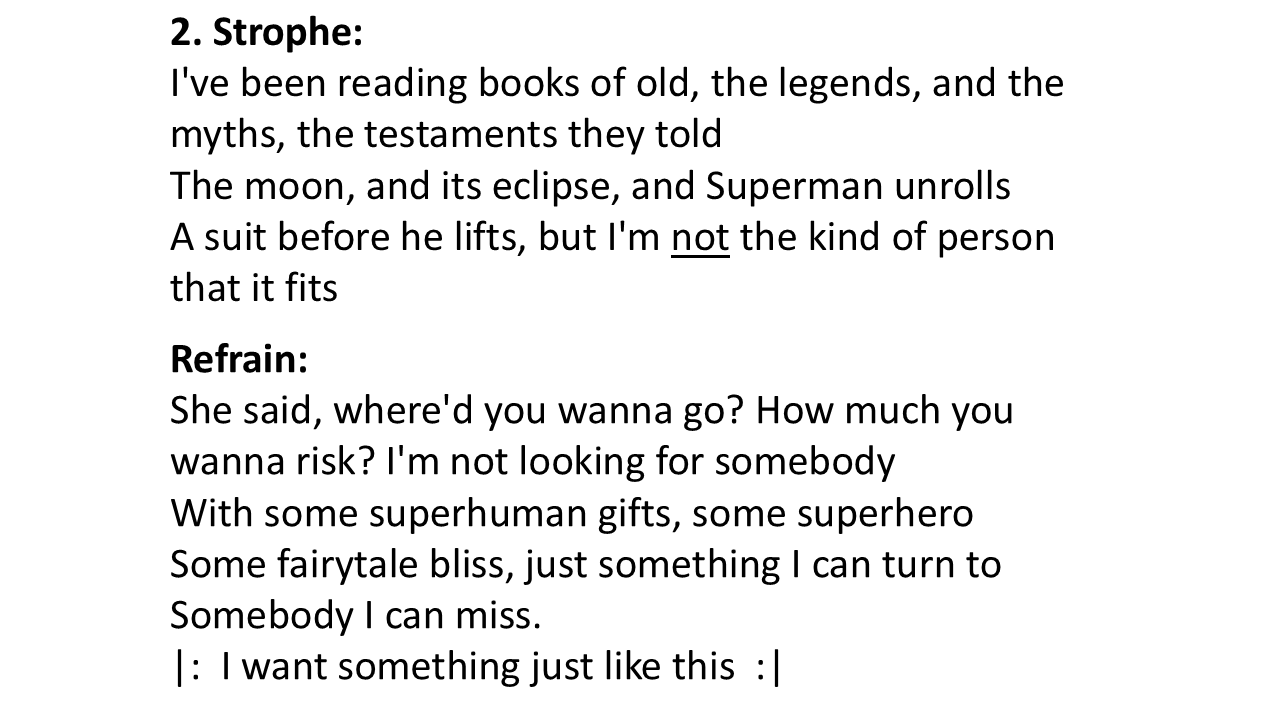 2. Strophe:
I've been reading books of old, the legends, and the
myths, the testaments they told
The moon, and its eclipse, and Superman unrolls
A suit before he lifts, but I'm not the kind of person
that it fits
Refrain:
She said, where'd you wanna go? How much you
wanna risk? I'm not looking for somebody
With some superhuman gifts, some superhero
Some fairytale bliss, just something I can turn to
Somebody I can miss.
|: I want something just like this :|